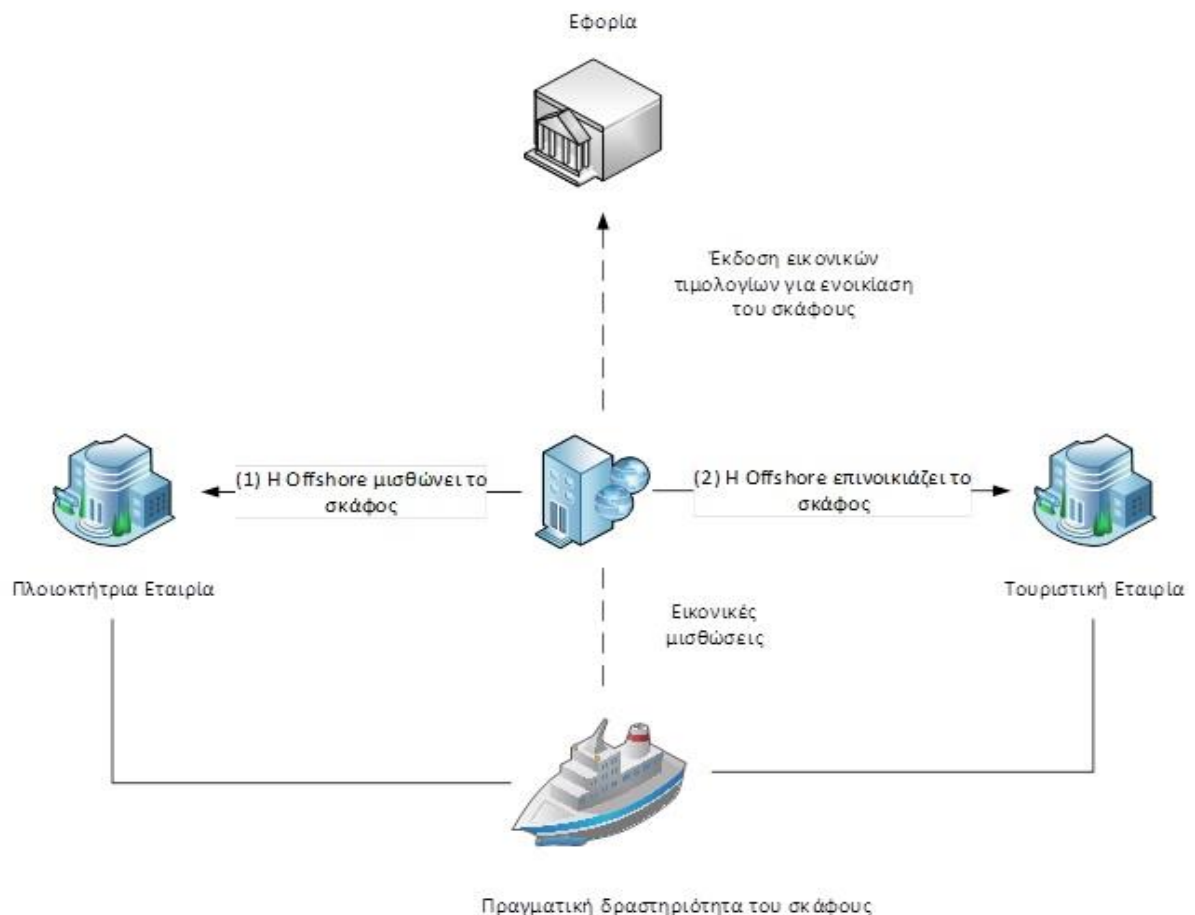 Εφορία
Έκδοση εικονικών
τιμολογίων για ενοικίαση
του σκάφους
(1) Η Offshore μισθώνει το
σκάφος
(2) Η Offshore επινοικιάζει το
σκάφος
Πλοιοκτήτρια Εταιρία
Τουριστική Εταιρία
Εικονικές
μισθώσεις
Πραγματική δραστηριότητα του σκάφους